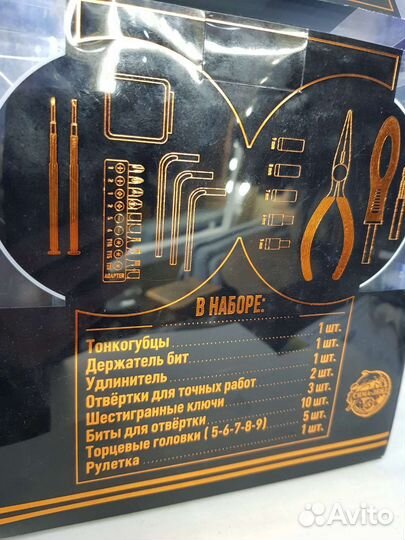 ADAPTER
В НАБОРЕ:
Тонкогубцы 1 шт.
Держатель бит 1 шт.
Удлинитель 1 шт.
Отвёртки для точных работ 2 шт.
Шестигранные ключи 3 шт.
Биты для отвёртки 10 шт.
Торцевые головки ( 5-6-7-8-9) 5 шт.
Рулетка 1 шт.
Avito